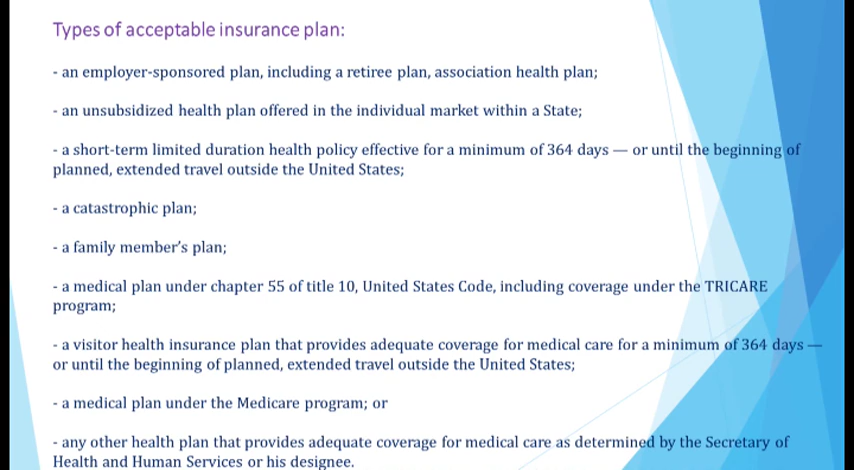 Types of acceptable insurance plan:
- an employer-sponsored plan, including a retiree plan, association health plan;
- an unsubsidized health plan offered in the individual market within a State;
- a short-term limited duration health policy effective for a minimum of 364 days — or until the beginning of
planned, extended travel outside the United States;
- a catastrophic plan;
- a family member’s plan;
- a medical plan under chapter 55 of title 10, United States Code, including coverage under the TRICARE
program;
- a visitor health insurance plan that provides adequate coverage for medical care for a minimum of 364 days —
or until the beginning of planned, extended travel outside the United States;
- a medical plan under the Medicare program; or
- any other health plan that provides adequate coverage for medical care as determined by the Secretary of
Health and Human Services or his designee.